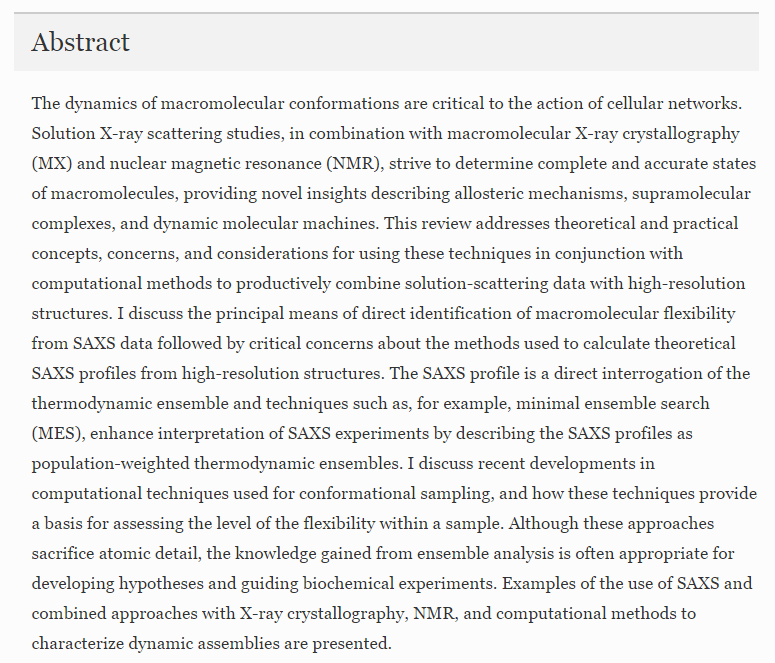 Abstract
The dynamics of macromolecular conformations are critical to the action of cellular networks.
Solution X-ray scattering studies, in combination with macromolecular X-ray crystallography
(MX) and nuclear magnetic resonance (NMR), strive to determine complete and accurate states
of macromolecules, providing novel insights describing allosteric mechanisms, supramolecular
complexes, and dynamic molecular machines. This review addresses theoretical and practical
concepts, concerns, and considerations for using these techniques in conjunction with
computational methods to productively combine solution-scattering data with high-resolution
structures. I discuss the principal means of direct identification of macromolecular flexibility
from SAXS data followed by critical concerns about the methods used to calculate theoretical
SAXS profiles from high-resolution structures. The SAXS profile is a direct interrogation of the
thermodynamic ensemble and techniques such as, for example, minimal ensemble search
(MES), enhance interpretation of SAXS experiments by describing the SAXS profiles as
population-weighted thermodynamic ensembles. I discuss recent developments in
computational techniques used for conformational sampling, and how these techniques provide
a basis for assessing the level of the flexibility within a sample. Although these approaches
sacrifice atomic detail, the knowledge gained from ensemble analysis is often appropriate for
developing hypotheses and guiding biochemical experiments. Examples of the use of SAXS and
combined approaches with X-ray crystallography, NMR, and computational methods to
characterize dynamic assemblies are presented.